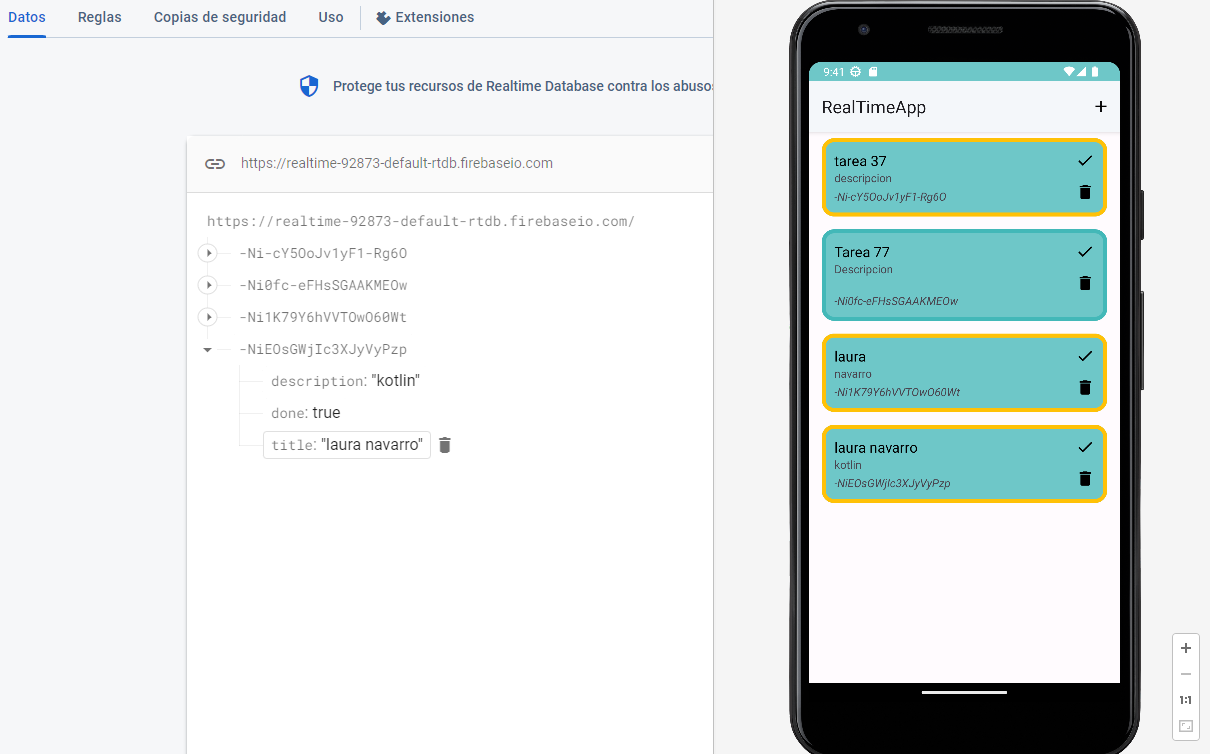 Datos Reglas Copias de seguridad Uso Extensiones
Protege tus recursos de Realtime Database contra los abusos
https://realtime-92873-default-rtdb.firebaseio.com
https://realtime-92873-default-rtdb.firebaseio.com/
-Ni-cY5OoJv1yF1-Rg6O
-Ni0fc-eFHsSGAAKMEOw
-Ni1K79Y6hVVTOwO60Wt
-NiEOsGWjIc3XJyVyPzp
description: "kotlin"
done: true
title: "laura navarro"
9:41
RealTimeApp
tarea 37
descripcion
-Ni-cY5OoJv1yF1-Rg6O
Tarea 77
Descripcion
-Ni0fc-eFHsSGAAKMEOw
laura
navarro
-Ni1K79Y6hVVTOwO60Wt
laura navarro
kotlin
-NiEOsGWjIc3XJyVyPzp
1:1